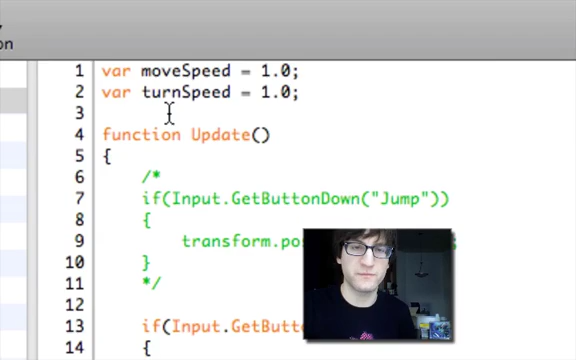 on
1 var moveSpeed = 1.0;
2 var turnSpeed = 1.0;
3
4 function Update()
5 {
6 /*
7 if(Input.GetButtonDown("Jump"))
8 {
9 transform.po ;
10 }
11 */
12
13 if(Input.GetBut
14 {